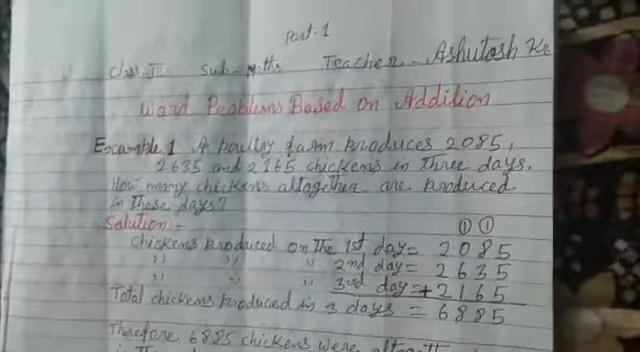 Part-1
Class-III Sub-Maths Teacher-Ashutosh Kr
Word Problems Based on Addition
Example 1 A poultry farm produces 2085,
2635 and 2165 chickens in three days.
How many chickens altogether are produced
in these days?
Solution:-
① ①
Chickens produced on the 1st day= 2085
,, ,, ,, 2nd day= 2635
,, ,, ,, 3rd day=+2165
Total chickens produced in 3 days = 6885
Therefore 6885 chickens were